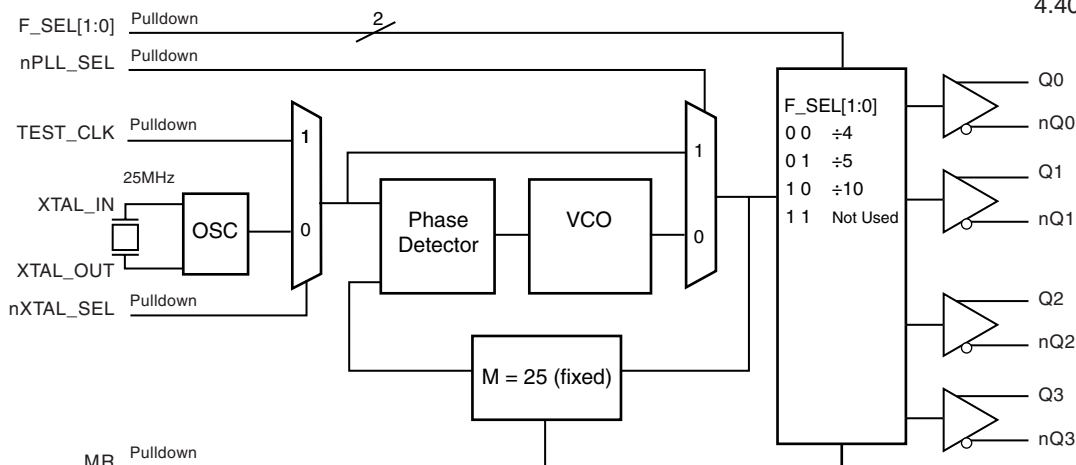 4.40
F_SEL[1:0] Pulldown 2
nPLL_SEL Pulldown
TEST_CLK Pulldown
25MHz
XTAL_IN
OSC
XTAL_OUT
nXTAL_SEL Pulldown
1
0
Phase
Detector
VCO
1
0
M = 25 (fixed)
F_SEL[1:0]
0 0 ÷4
0 1 ÷5
1 0 ÷10
1 1 Not Used
Q0
nQ0
Q1
nQ1
Q2
nQ2
Q3
nQ3
MR Pulldown